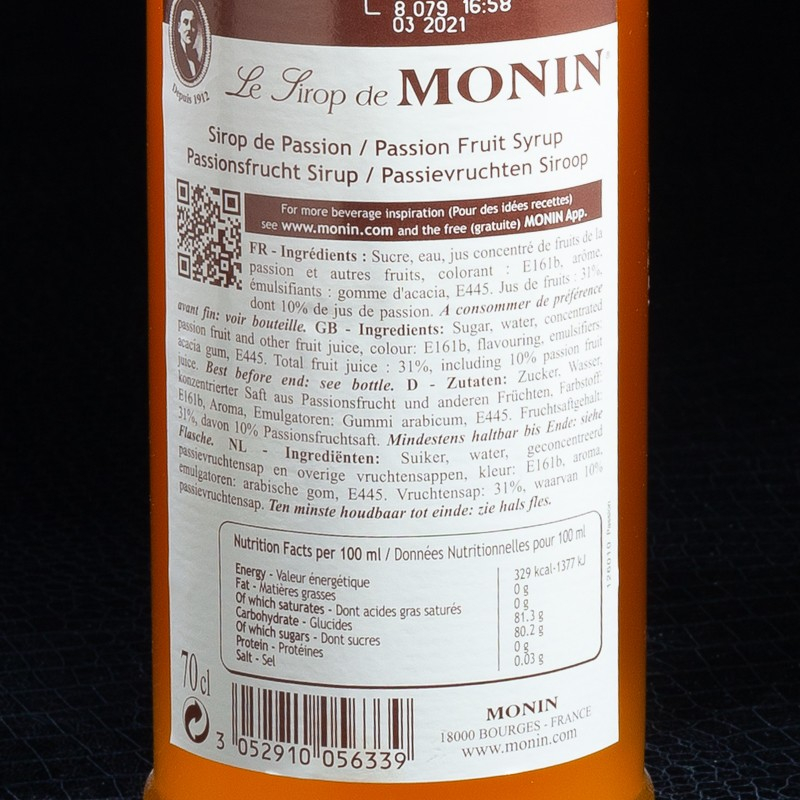 L 8 079 16:58
03 2021
Depuis 1912
Le Sirop de MONIN®
Sirop de Passion / Passion Fruit Syrup
Passionsfrucht Sirup / Passievruchten Siroop
For more beverage inspiration (Pour des idées recettes)
see www.monin.com and the free (gratuite) MONIN App.
FR - Ingrédients : Sucre, eau, jus concentré de fruits de la
passion et autres fruits, colorant : E161b, arôme,
émulsifiants : gomme d'acacia, E445. Jus de fruits : 31%,
dont 10% de jus de passion. A consommer de préférence
avant fin: voir bouteille. GB - Ingredients: Sugar, water, concentrated
passion fruit and other fruit juice, colour: E161b, flavouring, emulsifiers:
acacia gum, E445. Total fruit juice : 31%, including 10% passion fruit
juice. Best before end: see bottle. D - Zutaten: Zucker, Wasser,
konzentrierter Saft aus Passionsfrucht und anderen Früchten, Farbstoff:
E161b, Aroma, Emulgatoren: Gummi arabicum, E445. Fruchtsaftgehalt:
31%, davon 10% Passionsfruchtsaft. Mindestens haltbar bis Ende: siehe
Flasche. NL - Ingrediënten: Suiker, water, geconcentreerd
passievruchtensap en overige vruchtensappen, kleur: E161b, aroma,
emulgatoren: arabische gom, E445. Vruchtensap: 31%, waarvan 10%
passievruchtensap. Ten minste houdbaar tot einde: zie hals fles.
Nutrition Facts per 100 ml / Données Nutritionnelles pour 100 ml
Energy - Valeur énergétique 329 kcal-1377 kJ
Fat - Matières grasses 0 g
Of which saturates - Dont acides gras saturés 0 g
Carbohydrate - Glucides 81.3 g
Of which sugars - Dont sucres 80.2 g
Protein - Protéines 0 g
Salt - Sel 0.03 g
126010 Passion
70 cl
3 052910 056339
MONIN
18000 BOURGES - FRANCE
www.monin.com